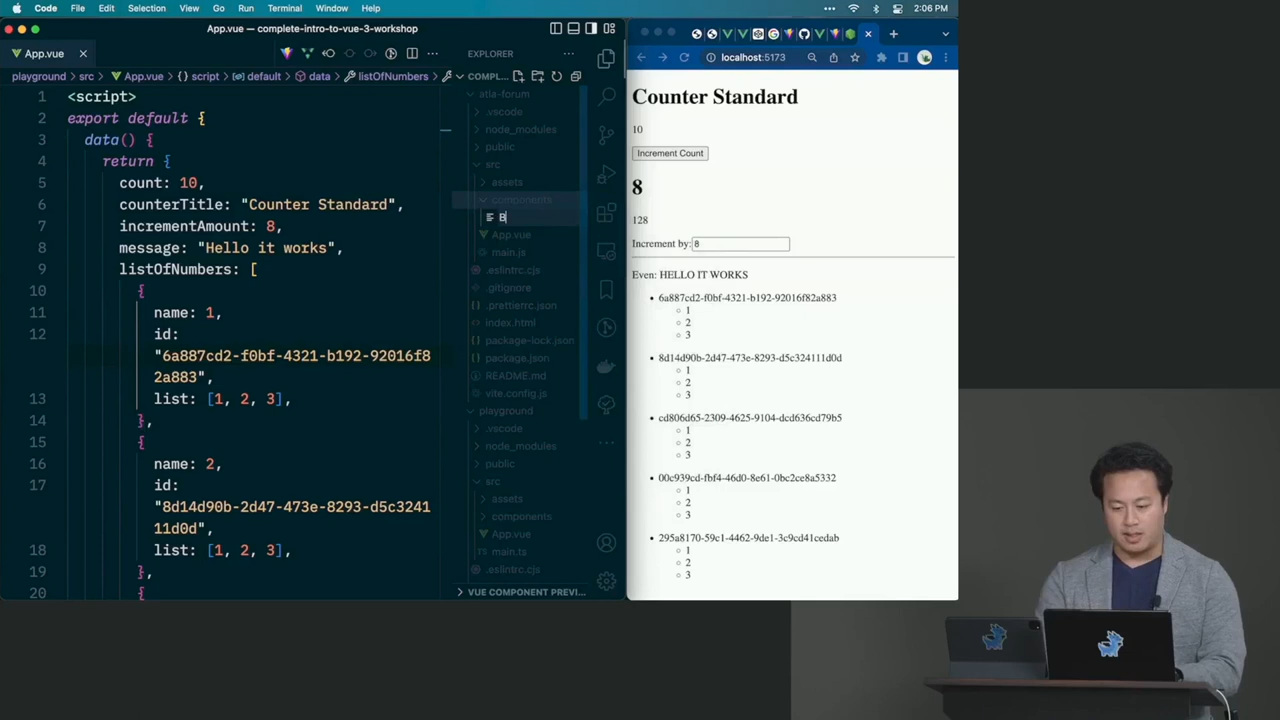 Code File Edit Selection View Go Run Terminal Window Help
2:06 PM
App.vue — complete-intro-to-vue-3-workshop
App.vue
playground > src > App.vue > {} script > default > data > listOfNumbers >
1 <script>
2 export default {
3 data() {
4 return {
5 count: 10,
6 counterTitle: "Counter Standard",
7 incrementAmount: 8,
8 message: "Hello it works",
9 listOfNumbers: [
10 {
11 name: 1,
12 id:
"6a887cd2-f0bf-4321-b192-92016f8
2a883",
13 list: [1, 2, 3],
14 },
15 {
16 name: 2,
17 id:
"8d14d90b-2d47-473e-8293-d5c3241
11d0d",
18 list: [1, 2, 3],
19 },
20 {
EXPLORER
COMPL...
atla-forum
.vscode
node_modules
public
src
assets
components
B
App.vue
main.js
.eslintrc.cjs
.gitignore
.prettierrc.json
index.html
package-lock.json
package.json
README.md
vite.config.js
playground
.vscode
node_modules
public
src
assets
components
App.vue
main.ts
.eslintrc.cjs
VUE COMPONENT PREVI...
localhost:5173
Counter Standard
10
Increment Count
8
128
Increment by: 8
Even: HELLO IT WORKS
6a887cd2-f0bf-4321-b192-92016f82a883
1
2
3
8d14d90b-2d47-473e-8293-d5c324111d0d
1
2
3
cd806d65-2309-4625-9104-dcd636cd79b5
1
2
3
00c939cd-fbf4-46d0-8e61-0bc2ce8a5332
1
2
3
295a8170-59c1-4462-9de1-3c9cd41cedab
1
2
3